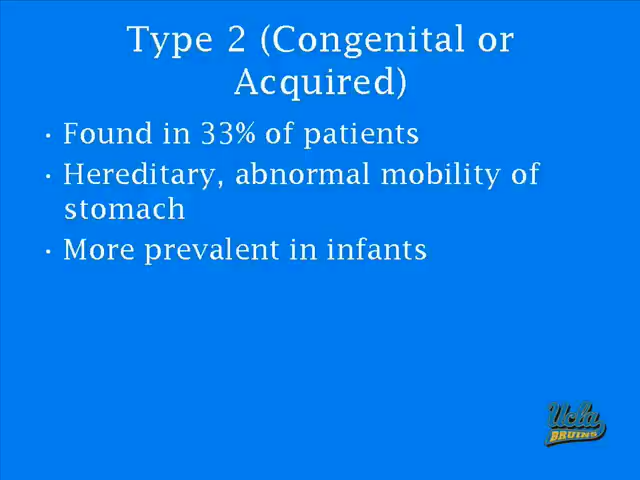 Type 2 (Congenital or
Acquired)
• Found in 33% of patients
• Hereditary, abnormal mobility of
stomach
• More prevalent in infants
Ucla
BRUINS